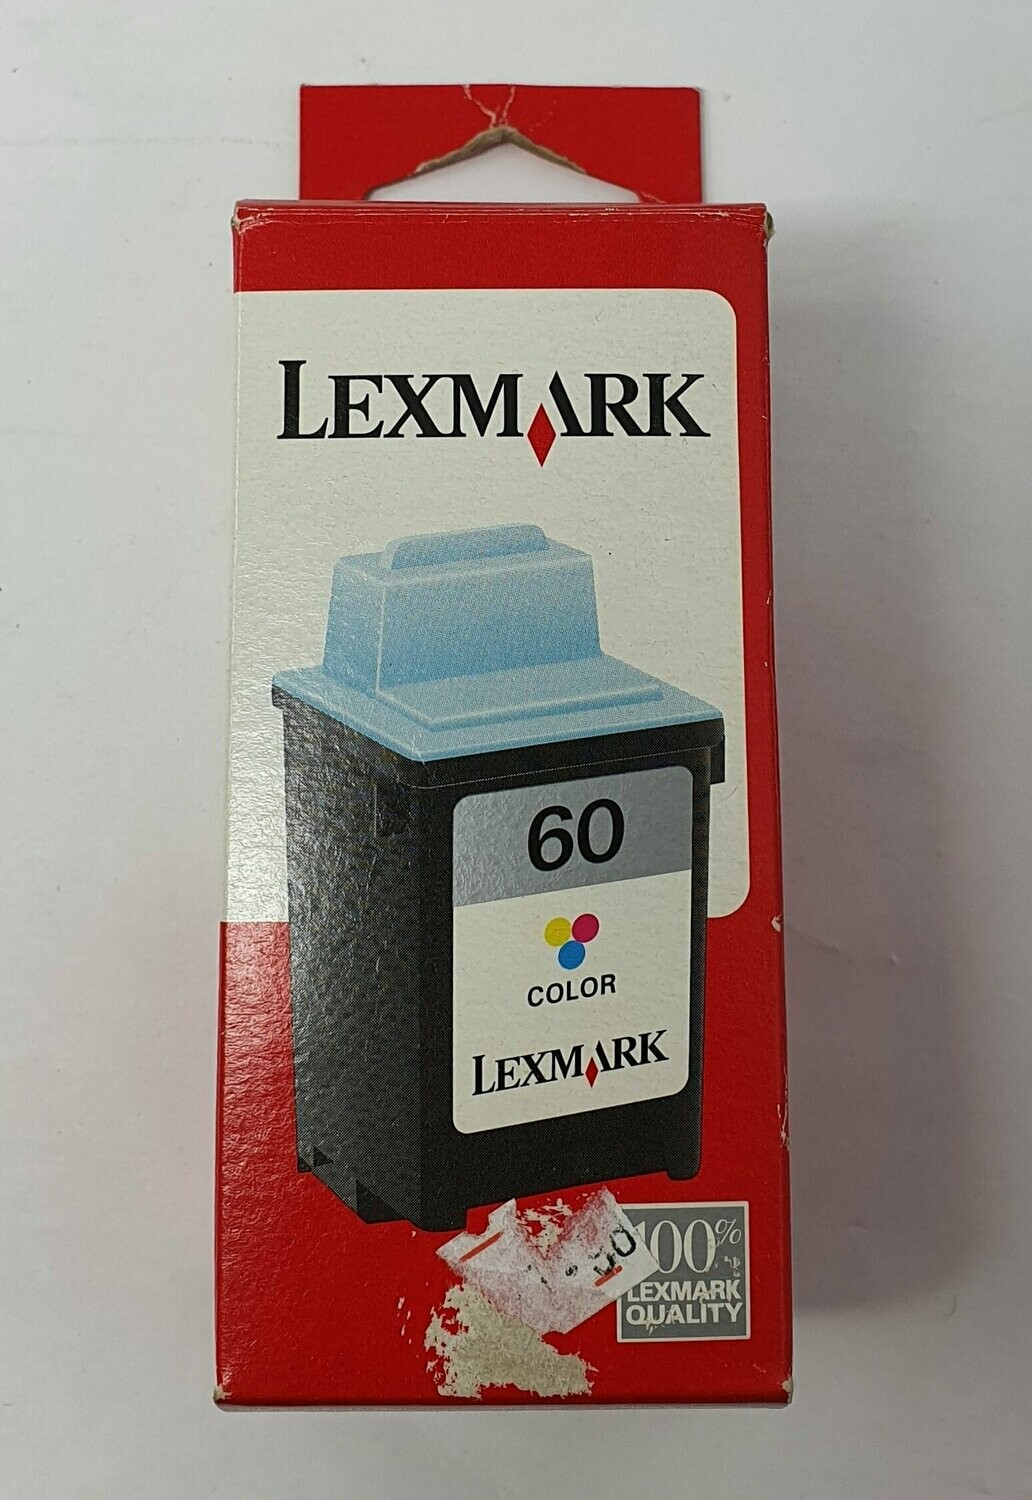 LEXMARK
60
COLOR
LEXMARK
100%
LEXMARK
QUALITY